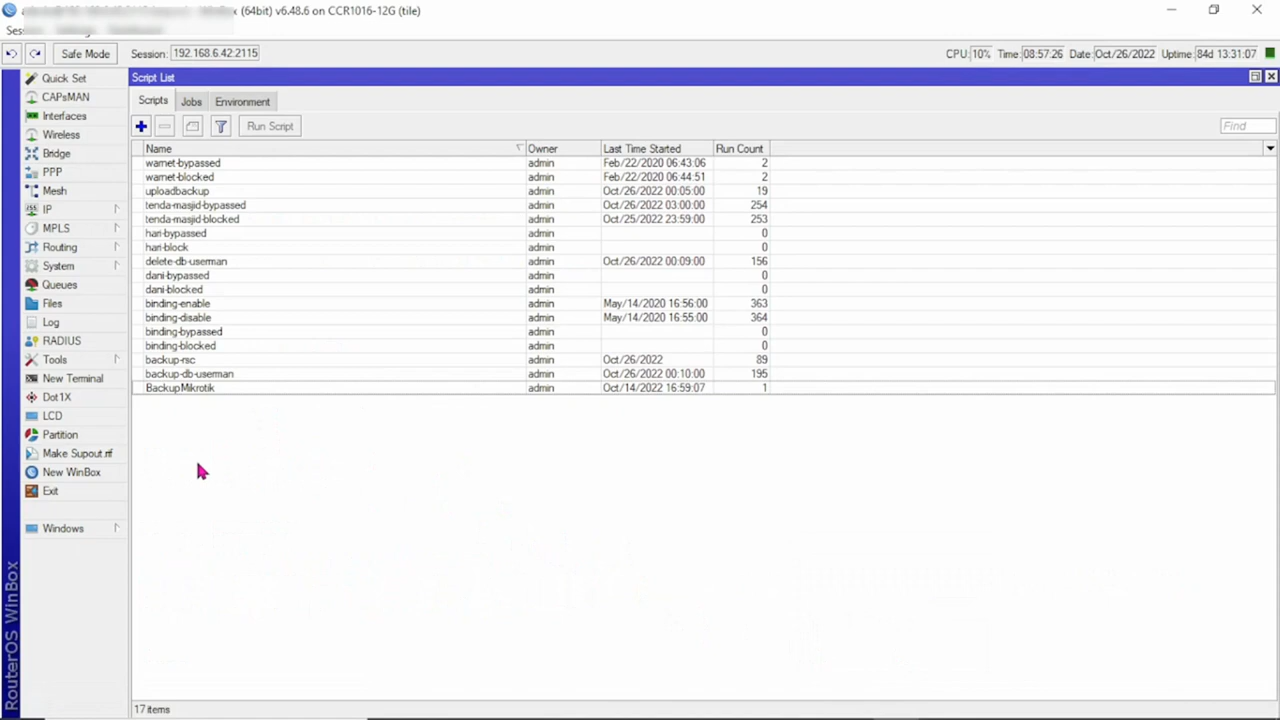 (64bit) v6.48.6 on CCR1016-12G (tile)
Safe Mode Session: 192.168.6.42:2115 CPU: 10% Time: 08:57:26 Date: Oct/26/2022 Uptime: 84d 13:31:07
Quick Set
CAPsMAN
Interfaces
Wireless
Bridge
PPP
Mesh
IP
MPLS
Routing
System
Queues
Files
Log
RADIUS
Tools
New Terminal
Dot1X
LCD
Partition
Make Supout.rif
New WinBox
Exit
Windows
RouterOS WinBox
Script List
Scripts Jobs Environment
Run Script Find
Name Owner Last Time Started Run Count
warnet-bypassed admin Feb/22/2020 06:43:06 2
warnet-blocked admin Feb/22/2020 06:44:51 2
uploadbackup admin Oct/26/2022 00:05:00 19
tenda-masjid-bypassed admin Oct/26/2022 03:00:00 254
tenda-masjid-blocked admin Oct/25/2022 23:59:00 253
hari-bypassed admin 0
hari-block admin 0
delete-db-userman admin Oct/26/2022 00:09:00 156
dani-bypassed admin 0
dani-blocked admin 0
binding-enable admin May/14/2020 16:56:00 363
binding-disable admin May/14/2020 16:55:00 364
binding-bypassed admin 0
binding-blocked admin 0
backup-rsc admin Oct/26/2022 89
backup-db-userman admin Oct/26/2022 00:10:00 195
BackupMikrotik admin Oct/14/2022 16:59:07 1
17 items